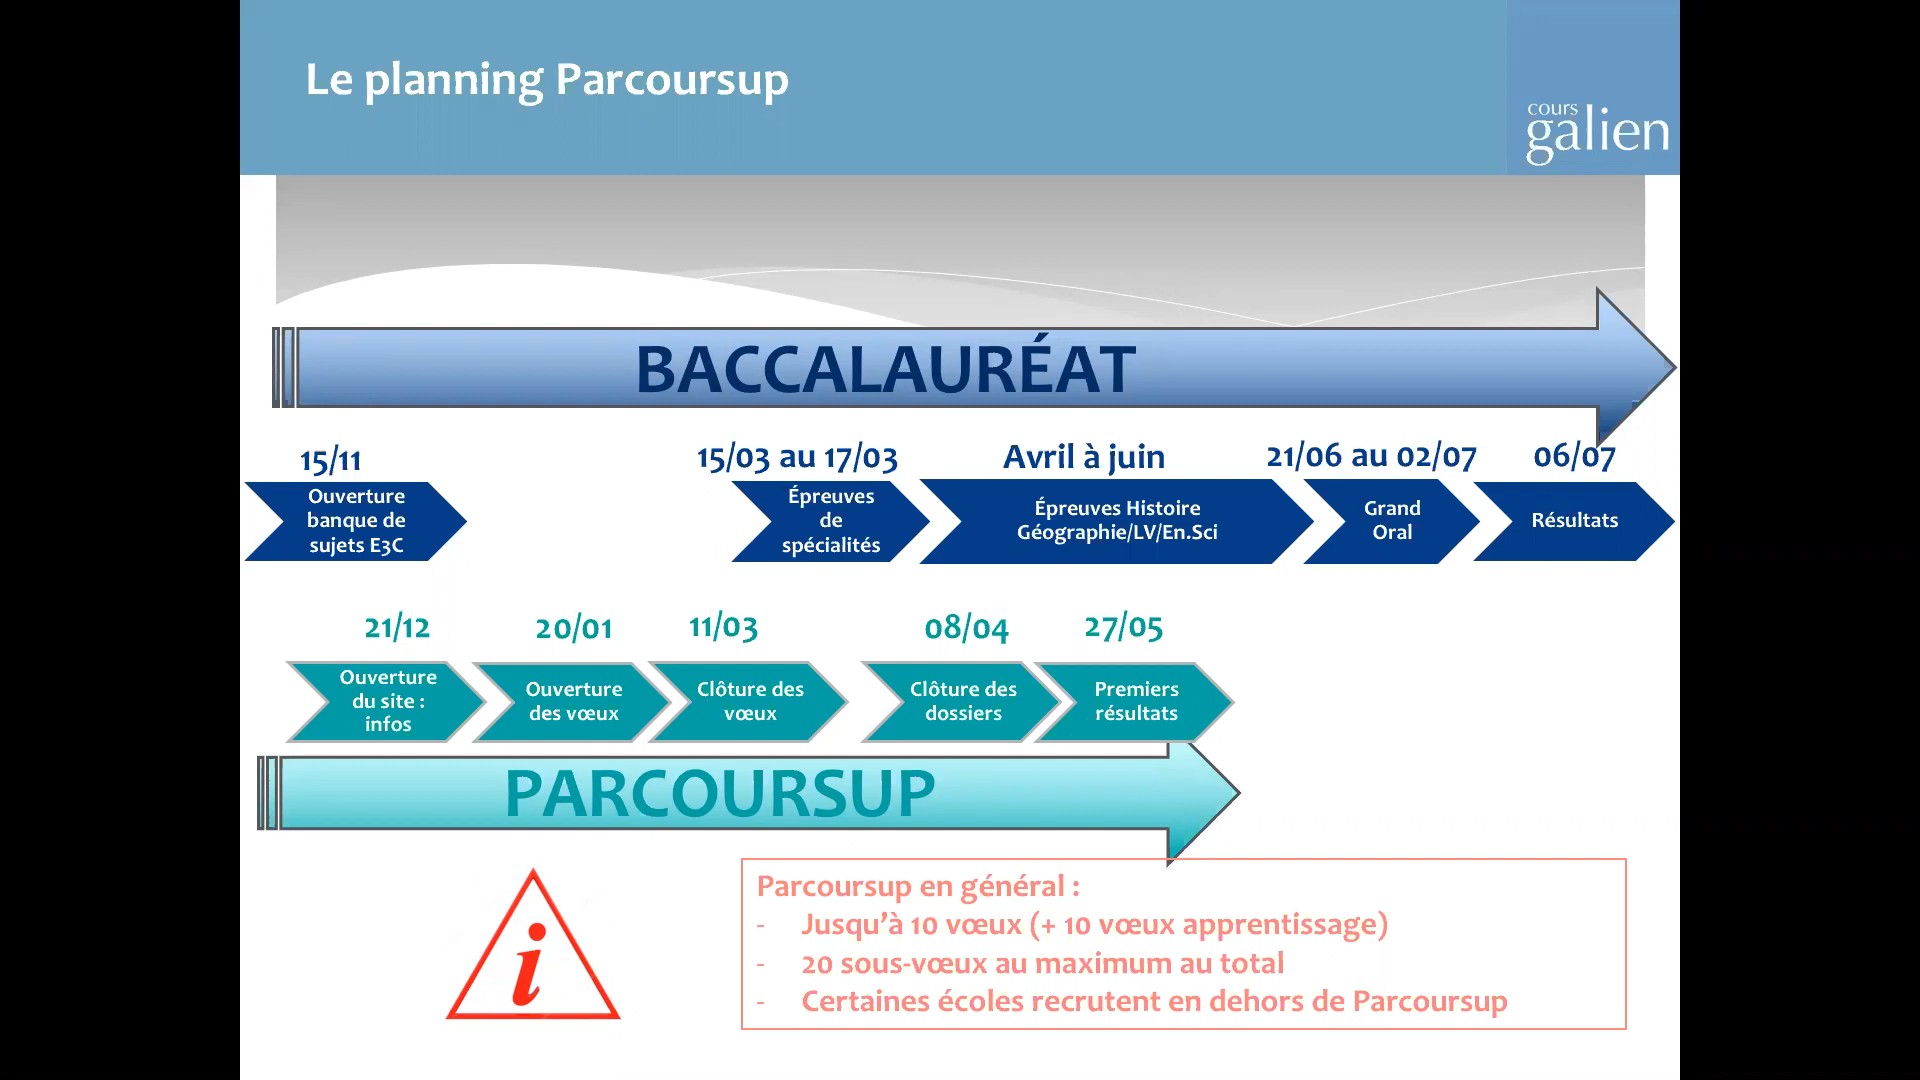 Le planning Parcoursup
cours
galien
BACCALAURÉAT
15/11
15/03 au 17/03
Avril à juin
21/06 au 02/07
06/07
Ouverture
banque de
sujets E3C
Épreuves
de
spécialités
Épreuves Histoire
Géographie/LV/En.Sci
Grand
Oral
Résultats
21/12
20/01
11/03
08/04
27/05
Ouverture
du site :
infos
Ouverture
des vœux
Clôture des
vœux
Clôture des
dossiers
Premiers
résultats
PARCOURSUP
i
Parcoursup en général :
- Jusqu’à 10 vœux (+ 10 vœux apprentissage)
- 20 sous-vœux au maximum au total
- Certaines écoles recrutent en dehors de Parcoursup